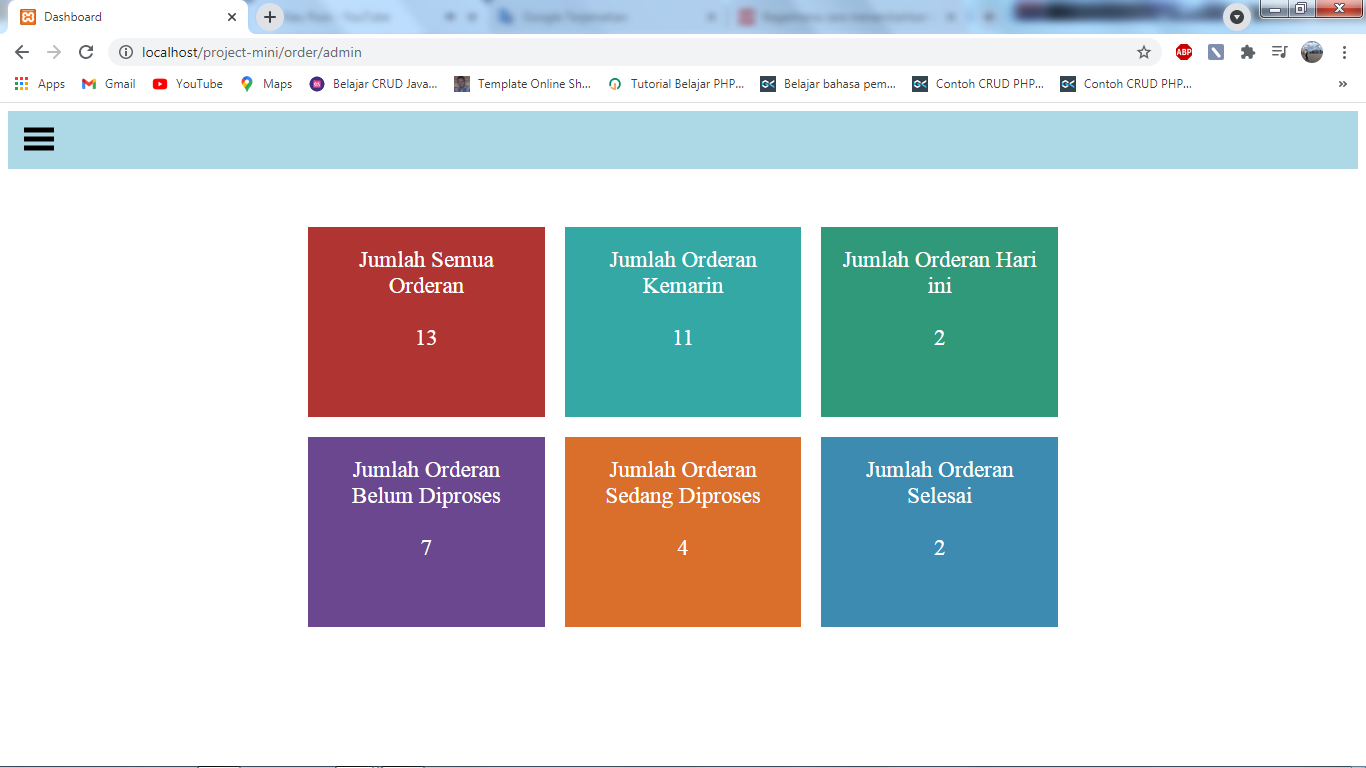 Dashboard
localhost/project-mini/order/admin
ABP
Apps
Gmail
YouTube
Maps
Belajar CRUD Java...
Template Online Sh...
Tutorial Belajar PHP...
Belajar bahasa pem...
Contoh CRUD PHP...
Contoh CRUD PHP...
»
Jumlah Semua
Orderan
13
Jumlah Orderan
Kemarin
11
Jumlah Orderan Hari
ini
2
Jumlah Orderan
Belum Diproses
7
Jumlah Orderan
Sedang Diproses
4
Jumlah Orderan
Selesai
2